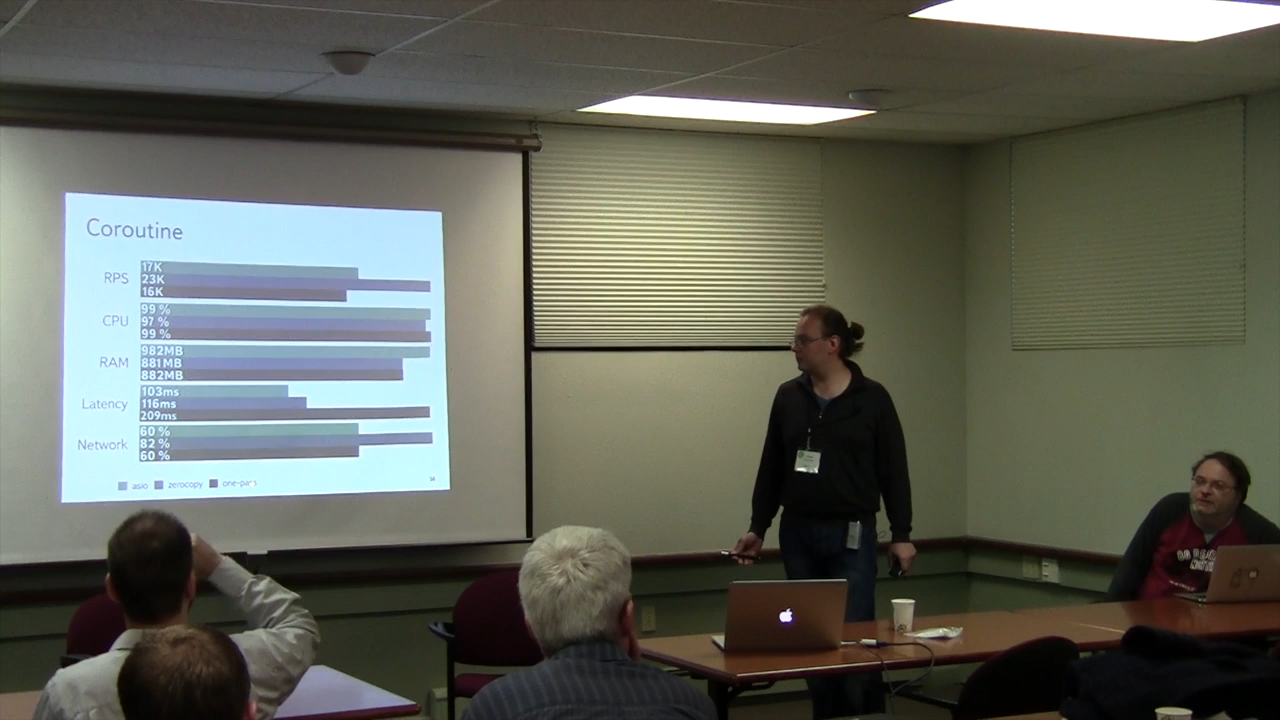 Coroutine
RPS
17K
23K
16K
CPU
99 %
97 %
99 %
RAM
982MB
881MB
882MB
Latency
103ms
116ms
209ms
Network
60 %
82 %
60 %
asio zerocopy one-pass